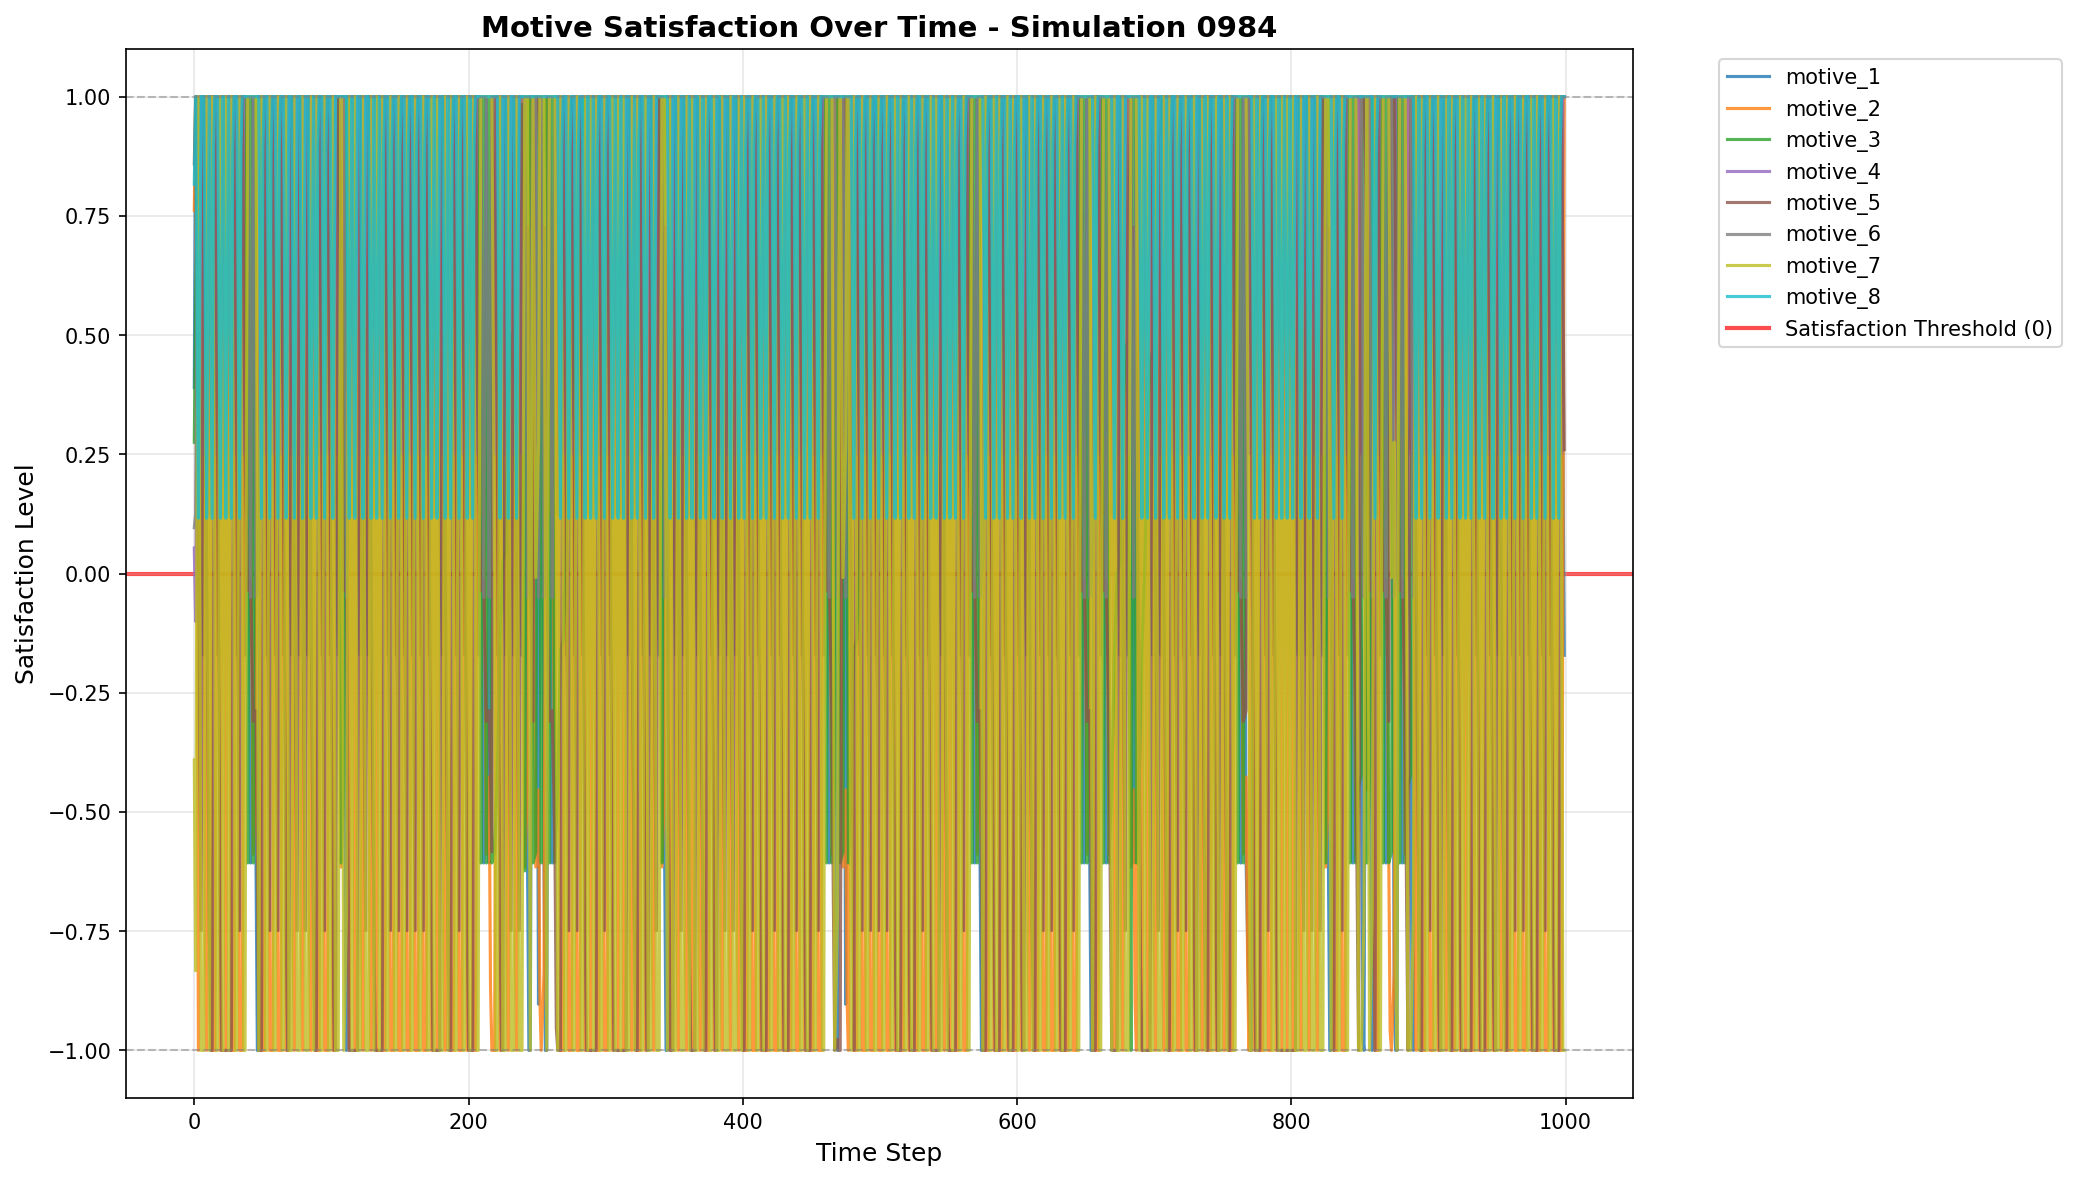 Motive Satisfaction Over Time - Simulation 0984
1.00
0.75
0.50
0.25
0.00
−0.25
−0.50
−0.75
−1.00
Satisfaction Level
0
200
400
600
800
1000
Time Step
motive_1
motive_2
motive_3
motive_4
motive_5
motive_6
motive_7
motive_8
Satisfaction Threshold (0)